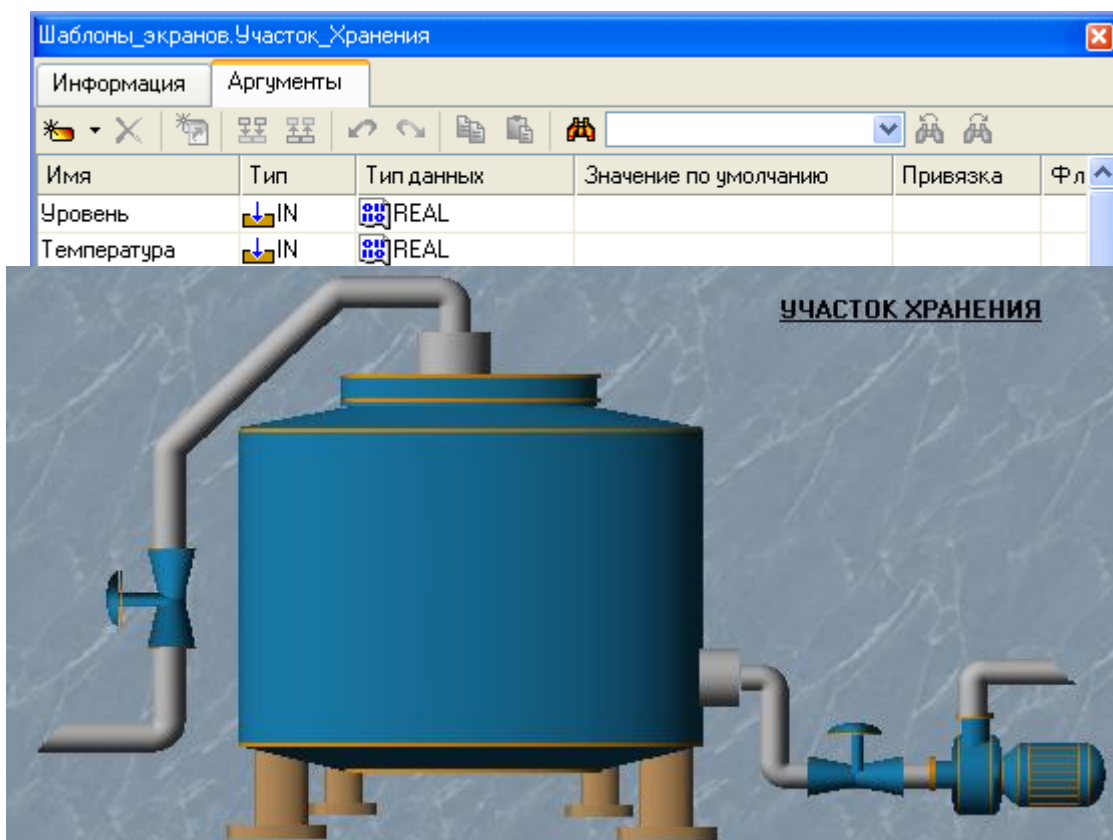 Шаблоны_экранов.Участок_Хранения
Информация Аргументы
Имя Тип Тип данных Значение по умолчанию Привязка Фл
Уровень IN REAL
Температура IN REAL
УЧАСТОК ХРАНЕНИЯ